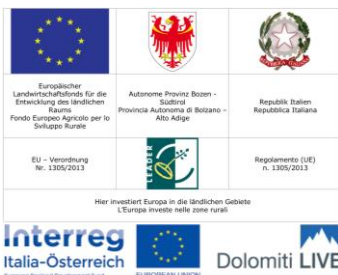 Europäischer
Landwirtschaftsfonds für die
Entwicklung des ländlichen
Raums
Fondo Europeo Agricolo per lo
Sviluppo Rurale
Autonome Provinz Bozen -
Südtirol
Provincia Autonoma di Bolzano -
Alto Adige
Republik Italien
Repubblica Italiana
EU – Verordnung
Nr. 1305/2013
LEADER
Regolamento (UE)
n. 1305/2013
Hier investiert Europa in die ländlichen Gebiete
L'Europa investe nelle zone rurali
Interreg
Italia-Österreich
EUROPEAN UNION
Dolomiti LIVE